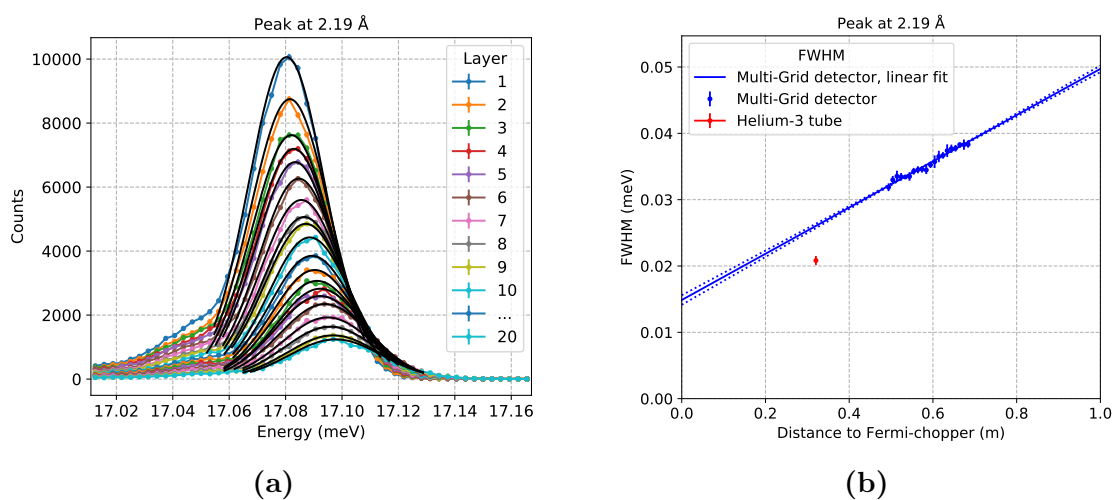 Peak at 2.19 Å
Counts
10000
8000
6000
4000
2000
0
Layer
1
2
3
4
5
6
7
8
9
10
...
20
17.02 17.04 17.06 17.08 17.10 17.12 17.14 17.16
Energy (meV)
(a)
Peak at 2.19 Å
FWHM (meV)
0.05
0.04
0.03
0.02
0.01
0.00
FWHM
Multi-Grid detector, linear fit
Multi-Grid detector
Helium-3 tube
0.0 0.2 0.4 0.6 0.8 1.0
Distance to Fermi-chopper (m)
(b)